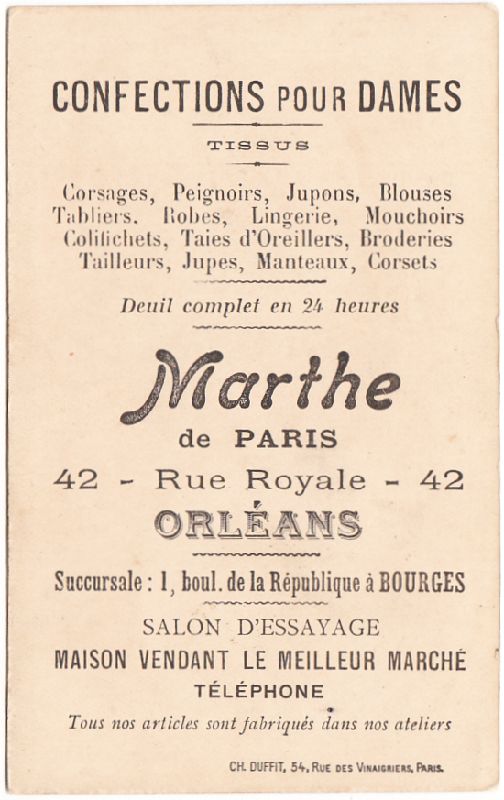 CONFECTIONS POUR DAMES
TISSUS
Corsages, Peignoirs, Jupons, Blouses
Tabliers. Robes, Lingerie, Mouchoirs
Colifichets, Taies d'Oreillers, Broderies
Tailleurs, Jupes, Manteaux, Corsets
Deuil complet en 24 heures
Marthe
de PARIS
42 - Rue Royale - 42
ORLÉANS
Succursale : 1, boul. de la République à BOURGES
SALON D'ESSAYAGE
MAISON VENDANT LE MEILLEUR MARCHÉ
TÉLÉPHONE
Tous nos articles sont fabriqués dans nos ateliers
CH. DUFFIT, 54, RUE DES VINAIGRIERS, PARIS.